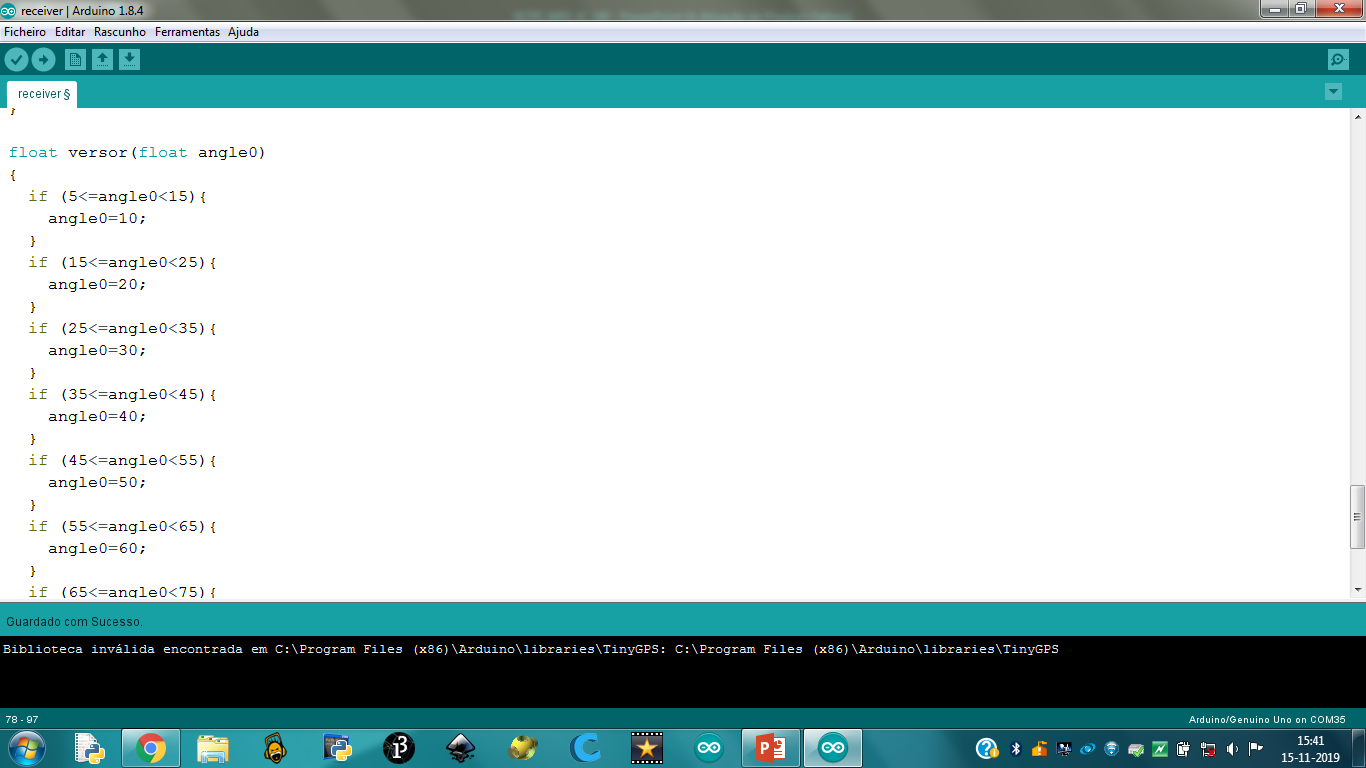 receiver | Arduino 1.8.4
Ficheiro Editar Rascunho Ferramentas Ajuda
receiver §
}
float versor(float angle0)
{
if (5<=angle0<15){
angle0=10;
}
if (15<=angle0<25){
angle0=20;
}
if (25<=angle0<35){
angle0=30;
}
if (35<=angle0<45){
angle0=40;
}
if (45<=angle0<55){
angle0=50;
}
if (55<=angle0<65){
angle0=60;
}
if (65<=angle0<75){
Guardado com Sucesso.
Biblioteca inválida encontrada em C:\Program Files (x86)\Arduino\libraries\TinyGPS: C:\Program Files (x86)\Arduino\libraries\TinyGPS
78 - 97
Arduino/Genuino Uno on COM35
15:41
15-11-2019